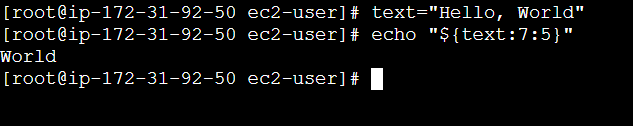 [root@ip-172-31-92-50 ec2-user]# text="Hello, World"
[root@ip-172-31-92-50 ec2-user]# echo "${text:7:5}"
World
[root@ip-172-31-92-50 ec2-user]#